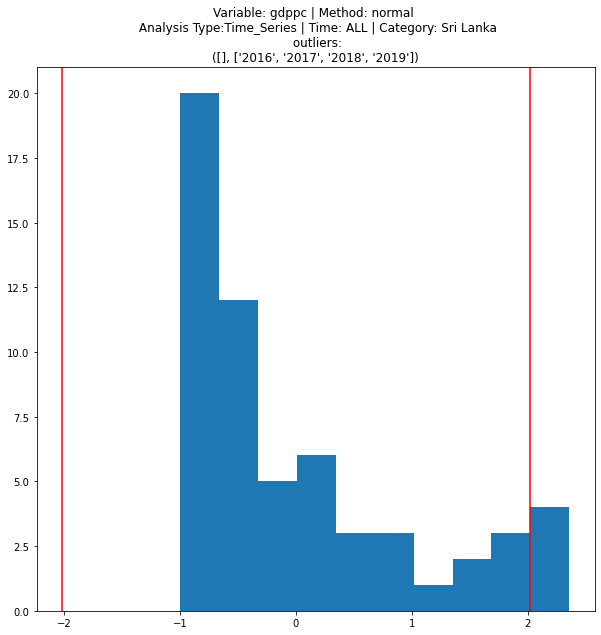 Variable: gdppc | Method: normal
Analysis Type:Time_Series | Time: ALL | Category: Sri Lanka
outliers:
([], ['2016', '2017', '2018', '2019'])
20.0
17.5
15.0
12.5
10.0
7.5
5.0
2.5
0.0
−2 −1 0 1 2